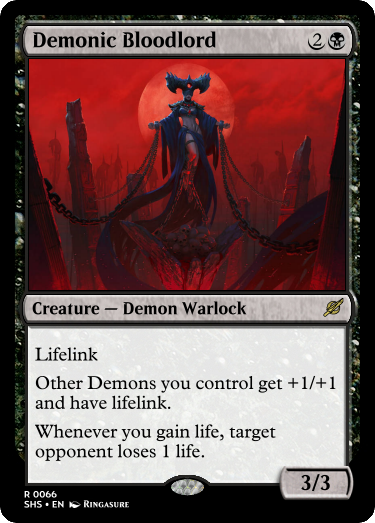 Demonic Bloodlord 2
Creature — Demon Warlock
Lifelink
Other Demons you control get +1/+1
and have lifelink.
Whenever you gain life, target
opponent loses 1 life.
3/3
R 0066
SHS • EN Ringasure